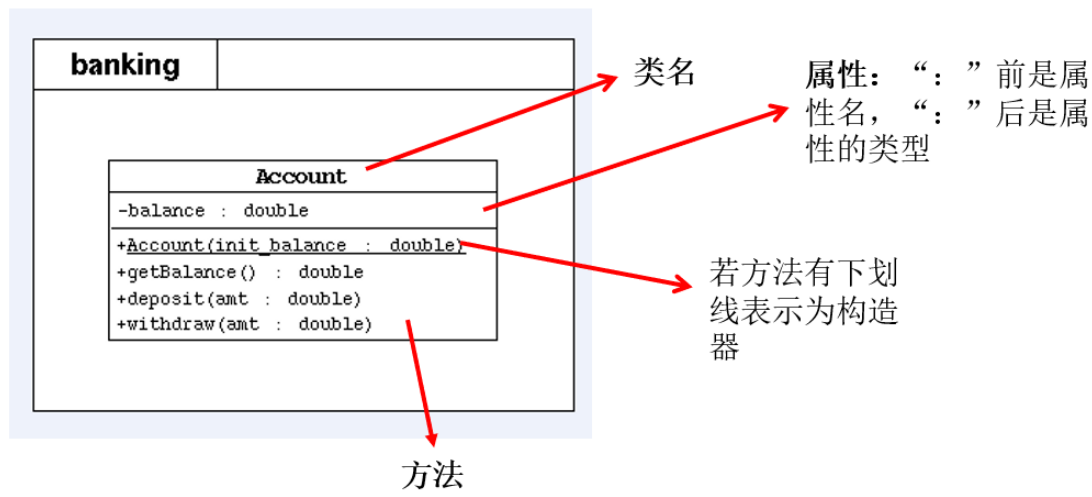 banking
类名
属性：“：”前是属
性名，“：”后是属
性的类型
Account
-balance : double
+Account(init_balance : double)
+getBalance() : double
+deposit(amt : double)
+withdraw(amt : double)
若方法有下划
线表示为构造
器
方法